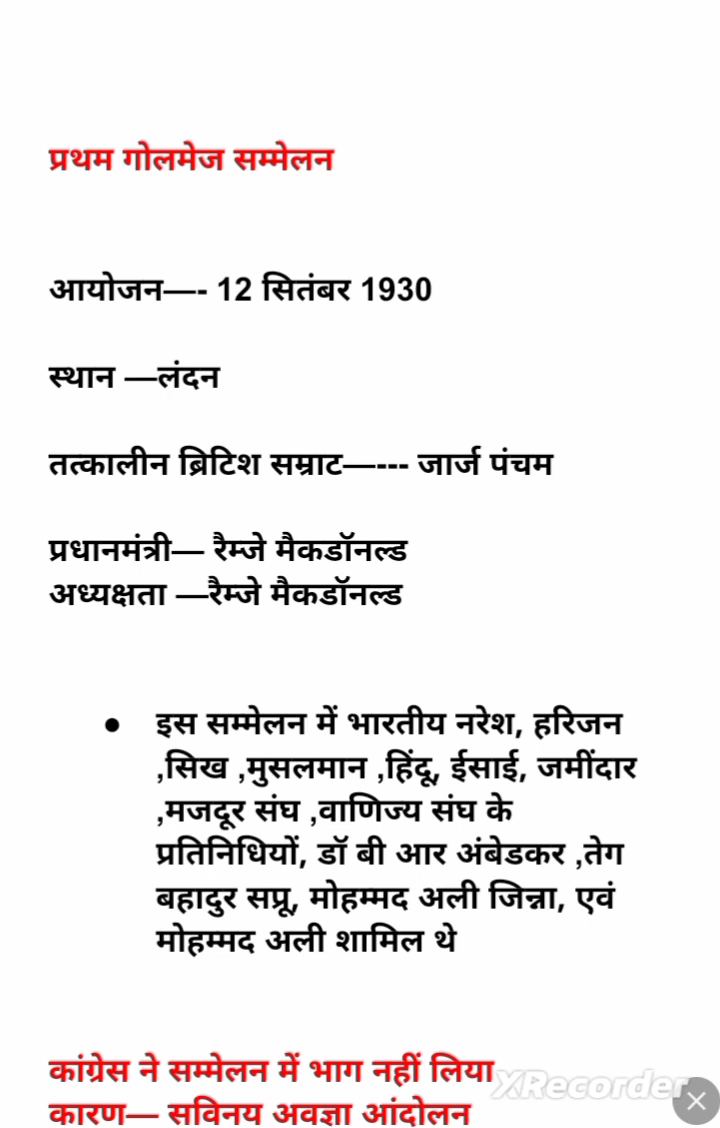 प्रथम गोलमेज सम्मेलन
आयोजन—- 12 सितंबर 1930
स्थान —लंदन
तत्कालीन ब्रिटिश सम्राट—--- जार्ज पंचम
प्रधानमंत्री— रैम्जे मैकडॉनल्ड
अध्यक्षता —रैम्जे मैकडॉनल्ड
● इस सम्मेलन में भारतीय नरेश, हरिजन
,सिख ,मुसलमान ,हिंदू, ईसाई, जमींदार
,मजदूर संघ ,वाणिज्य संघ के
प्रतिनिधियों, डॉ बी आर अंबेडकर ,तेग
बहादुर सप्रू, मोहम्मद अली जिन्ना, एवं
मोहम्मद अली शामिल थे
कांग्रेस ने सम्मेलन में भाग नहीं लिया
XRecorder
कारण— सविनय अवज्ञा आंदोलन